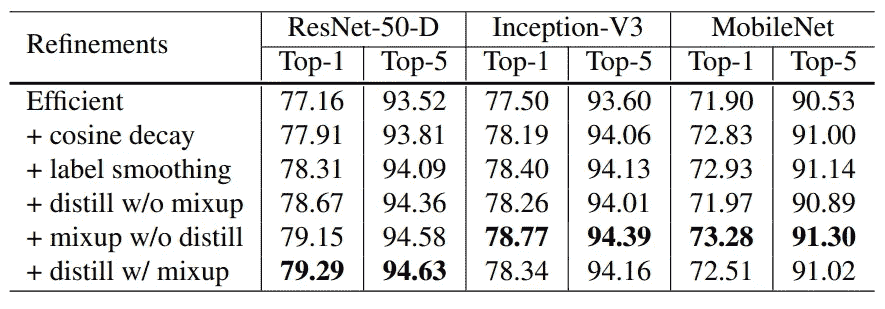 Refinements ResNet-50-D Inception-V3 MobileNet
Top-1 Top-5 Top-1 Top-5 Top-1 Top-5
Efficient 77.16 93.52 77.50 93.60 71.90 90.53
+ cosine decay 77.91 93.81 78.19 94.06 72.83 91.00
+ label smoothing 78.31 94.09 78.40 94.13 72.93 91.14
+ distill w/o mixup 78.67 94.36 78.26 94.01 71.97 90.89
+ mixup w/o distill 79.15 94.58 78.77 94.39 73.28 91.30
+ distill w/ mixup 79.29 94.63 78.34 94.16 72.51 91.02